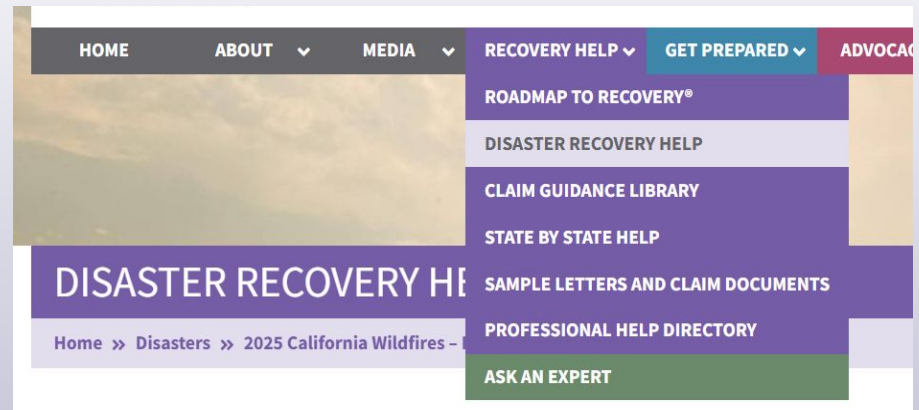 HOME ABOUT MEDIA RECOVERY HELP GET PREPARED
ROADMAP TO RECOVERY®
DISASTER RECOVERY HELP
CLAIM GUIDANCE LIBRARY
STATE BY STATE HELP
DISASTER RECOVERY
SAMPLE LETTERS AND CLAIM DOCUMENTS
Home » Disasters » 2025 California Wildfires –
PROFESSIONAL HELP DIRECTORY
ASK AN EXPERT